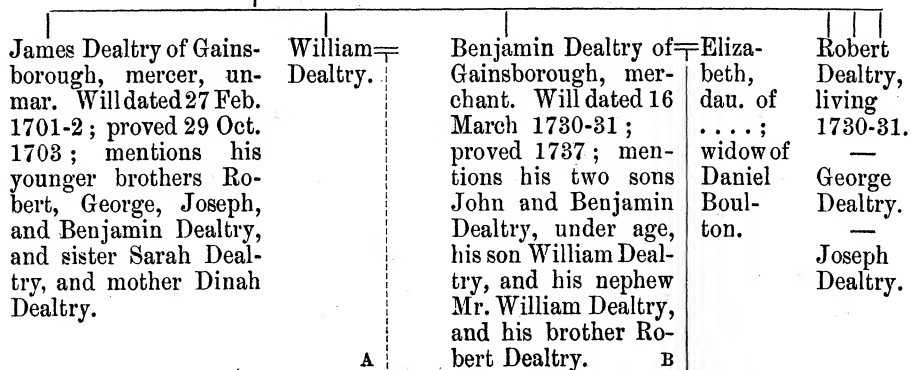 James Dealtry of Gains-
borough, mercer, un-
mar. Will dated 27 Feb.
1701-2 ; proved 29 Oct.
1703 ; mentions his
younger brothers Ro-
bert, George, Joseph,
and Benjamin Dealtry,
and sister Sarah Deal-
try, and mother Dinah
Dealtry.
William
Dealtry.
A
Benjamin Dealtry of
Gainsborough, mer-
chant. Will dated 16
March 1730-31 ;
proved 1737 ; men-
tions his two sons
John and Benjamin
Dealtry, under age,
his son William Deal-
try, and his nephew
Mr. William Dealtry,
and his brother Ro-
bert Dealtry. B
Eliza-
beth,
dau. of
. . . . ;
widow of
Daniel
Boul-
ton.
Robert
Dealtry,
living
1730-31.
—
George
Dealtry.
—
Joseph
Dealtry.